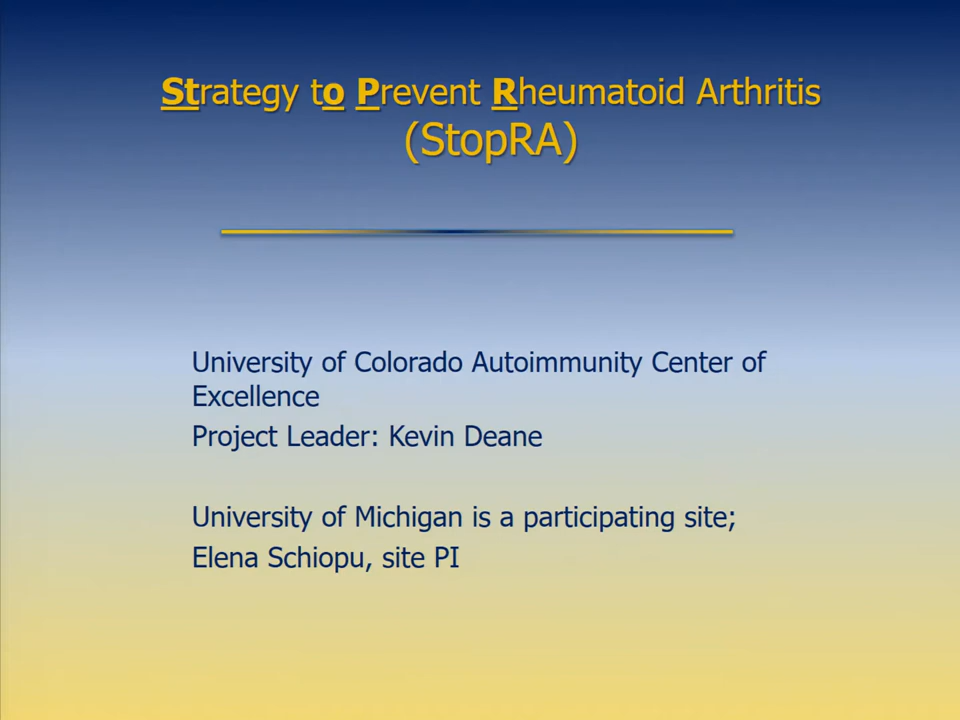 Strategy to Prevent Rheumatoid Arthritis
(StopRA)
University of Colorado Autoimmunity Center of
Excellence
Project Leader: Kevin Deane
University of Michigan is a participating site;
Elena Schiopu, site PI